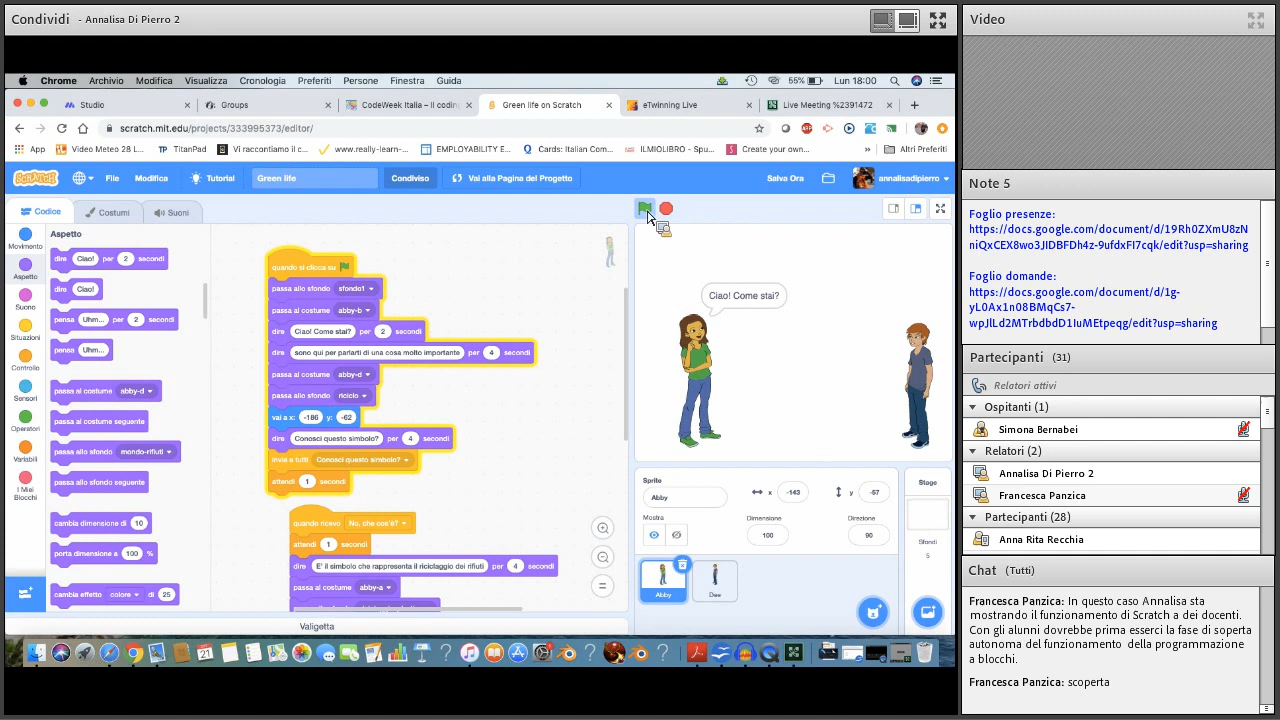 Condividi - Annalisa Di Pierro 2
Chrome Archivio Modifica Visualizza Cronologia Preferiti Persone Finestra Guida
55% Lun 18:00
Studio
Groups
CodeWeek Italia – Il codin
Green life on Scratch
eTwinning Live
Live Meeting %2391472
scratch.mit.edu/projects/333995373/editor/
App
Video Meteo 28 L...
TP TitanPad
Vi raccontiamo il c...
www.really-learn-...
EMPLOYABILITY E...
Cards: Italian Com...
ILMIOLIBRO - Spu...
Create your own...
»
Altri Preferiti
SCRATCH
File Modifica Tutorial Green life Condiviso Vai alla Pagina del Progetto Salva Ora annalisadipierro
Codice Costumi Suoni
Movimento
Aspetto
Suono
Situazioni
Controllo
Sensori
Operatori
Variabili
I Miei
Blocchi
Aspetto
dire Ciao! per 2 secondi
dire Ciao!
pensa Uhm... per 2 secondi
pensa Uhm...
passa al costume abby-d
passa al costume seguente
passa allo sfondo mondo-rifiuti
passa allo sfondo seguente
cambia dimensione di 10
porta dimensione a 100 %
cambia effetto colore di 25
quando si clicca su
passa allo sfondo sfondo1
passa al costume abby-b
dire Ciao! Come stai? per 2 secondi
dire sono qui per parlarti di una cosa molto importante per 4 secondi
passa al costume abby-d
passa allo sfondo riciclo
vai a x: -186 y: -62
dire Conosci questo simbolo? per 4 secondi
invia a tutti Conosci questo simbolo?
attendi 1 secondi
quando ricevo No, che cos'è?
attendi 1 secondi
dire E' il simbolo che rappresenta il riciclaggio dei rifiuti per 4 secondi
passa al costume abby-a
Valigetta
Ciao! Come stai?
Sprite
Abby
x -143
y -57
Mostra
Dimensione
100
Direzione
90
Abby
Dee
Stage
Sfondi
5
Video
Note 5
Foglio presenze:
https://docs.google.com/document/d/19Rh0ZXmU8zN
niQxCEX8wo3JIDBFDh4z-9ufdxFI7cqk/edit?usp=sharing
Foglio domande:
https://docs.google.com/document/d/1g-
yL0Ax1n08BMqCs7-
wpJlLd2MTrbdbdD1IuMEtpeqg/edit?usp=sharing
Partecipanti (31)
Relatori attivi
Ospitanti (1)
Simona Bernabei
Relatori (2)
Annalisa Di Pierro 2
Francesca Panzica
Partecipanti (28)
Anna Rita Recchia
Chat (Tutti)
Francesca Panzica: In questo caso Annalisa sta
mostrando il funzionamento di Scratch a dei docenti.
Con gli alunni dovrebbe prima esserci la fase di soperta
autonoma del funzionamento della programmazione
a blocchi.
Francesca Panzica: scoperta